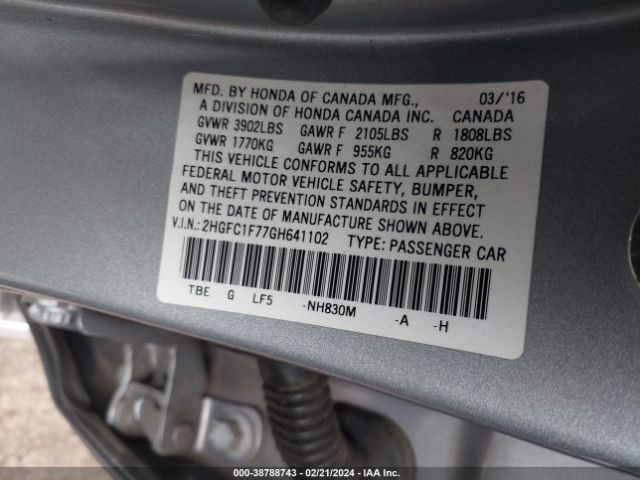 MFD. BY HONDA OF CANADA MFG., 03/'16
A DIVISION OF HONDA CANADA INC. CANADA
GVWR 3902LBS GAWR F 2105LBS R 1808LBS
GVWR 1770KG GAWR F 955KG R 820KG
THIS VEHICLE CONFORMS TO ALL APPLICABLE
FEDERAL MOTOR VEHICLE SAFETY, BUMPER,
AND THEFT PREVENTION STANDARDS IN EFFECT
ON THE DATE OF MANUFACTURE SHOWN ABOVE.
V.I.N.: 2HGFC1F77GH641102 TYPE: PASSENGER CAR
TBE G LF5 -NH830M -A -H
000-38788743 / 02/21/2024 / IAA Inc.